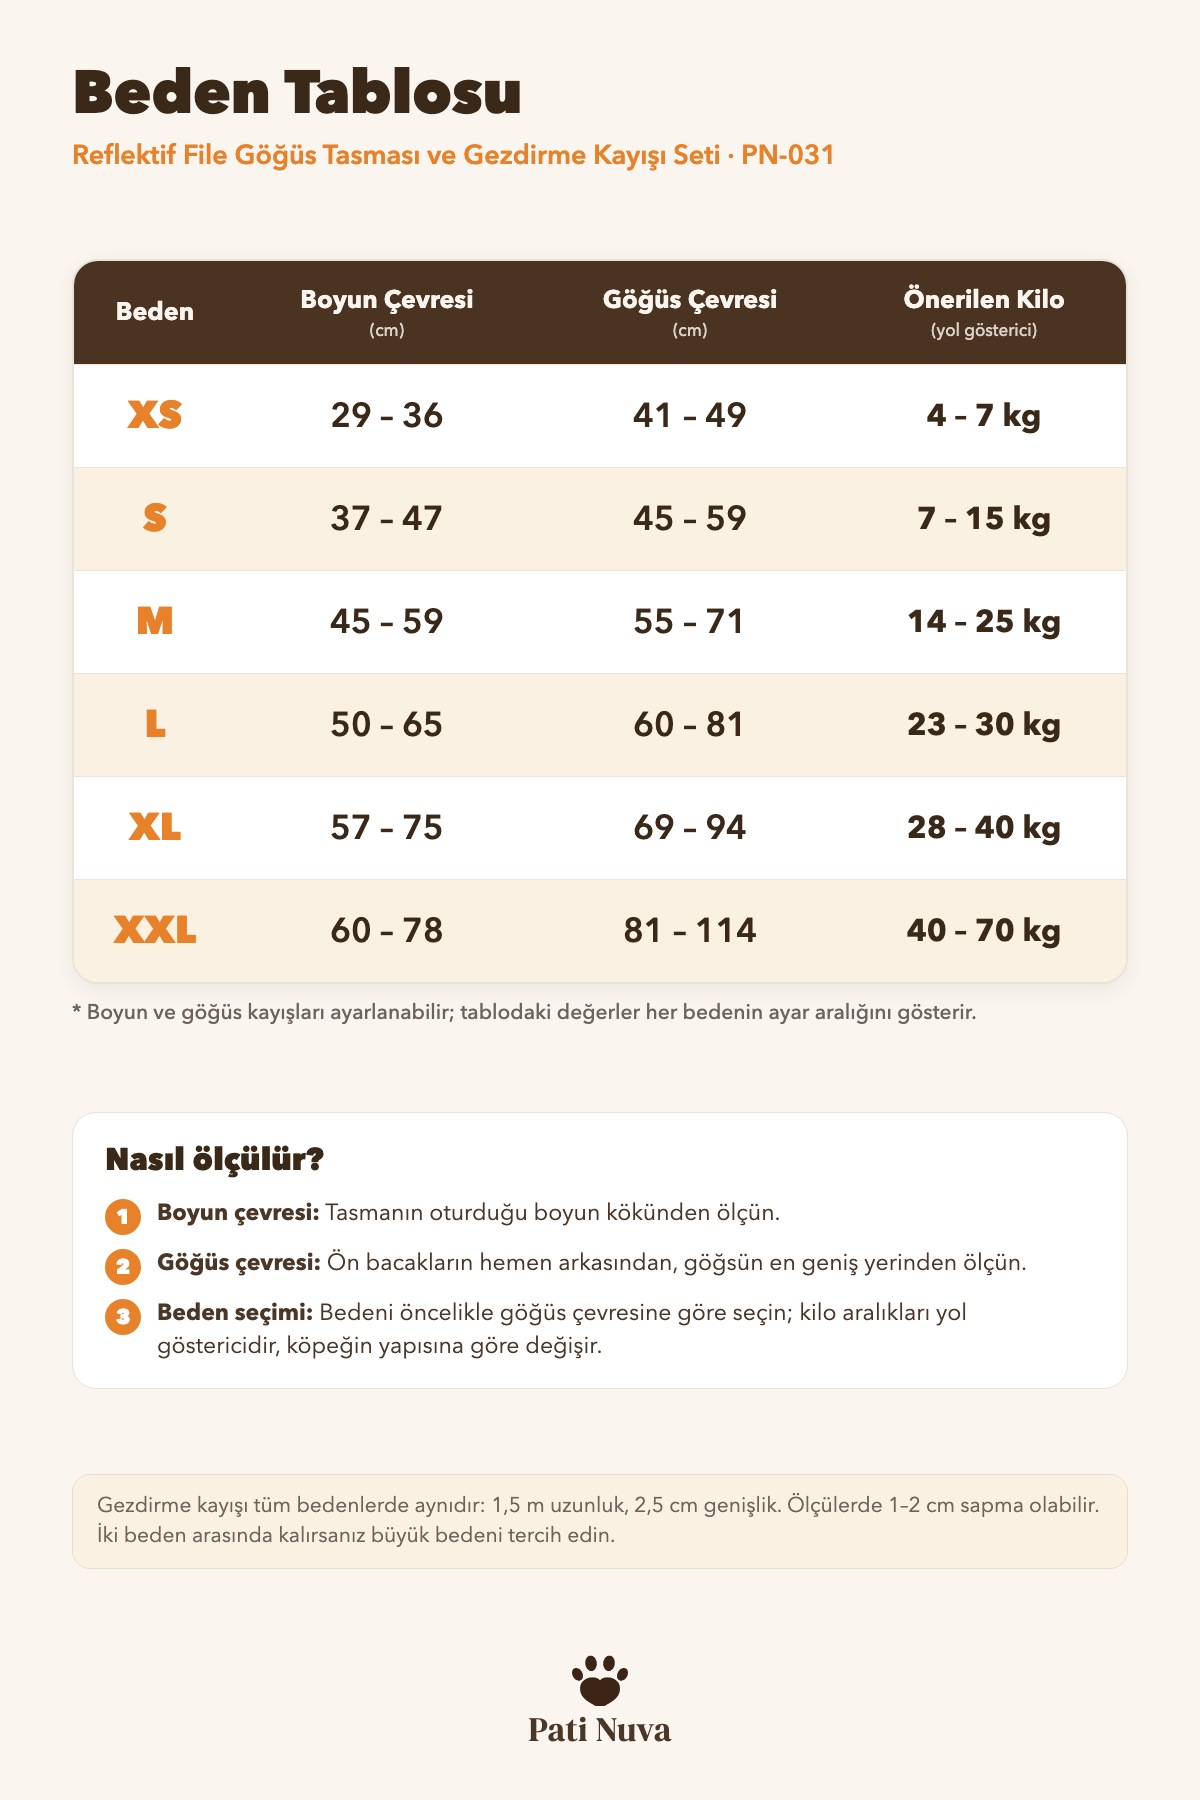 Beden Tablosu
Reflektif File Göğüs Tasması ve Gezdirme Kayışı Seti · PN-031
Beden Boyun Çevresi (cm) Göğüs Çevresi (cm) Önerilen Kilo (yol gösterici)
XS 29 – 36 41 – 49 4 – 7 kg
S 37 – 47 45 – 59 7 – 15 kg
M 45 – 59 55 – 71 14 – 25 kg
L 50 – 65 60 – 81 23 – 30 kg
XL 57 – 75 69 – 94 28 – 40 kg
XXL 60 – 78 81 – 114 40 – 70 kg
* Boyun ve göğüs kayışları ayarlanabilir; tablodaki değerler her bedenin ayar aralığını gösterir.
Nasıl ölçülür?
1 Boyun çevresi: Tasmanın oturduğu boyun kökünden ölçün.
2 Göğüs çevresi: Ön bacakların hemen arkasından, göğsün en geniş yerinden ölçün.
3 Beden seçimi: Bedeni öncelikle göğüs çevresine göre seçin; kilo aralıkları yol
göstericidir, köpeğin yapısına göre değişir.
Gezdirme kayışı tüm bedenlerde aynıdır: 1,5 m uzunluk, 2,5 cm genişlik. Ölçülerde 1–2 cm sapma olabilir.
İki beden arasında kalırsanız büyük bedeni tercih edin.
Pati Nuva